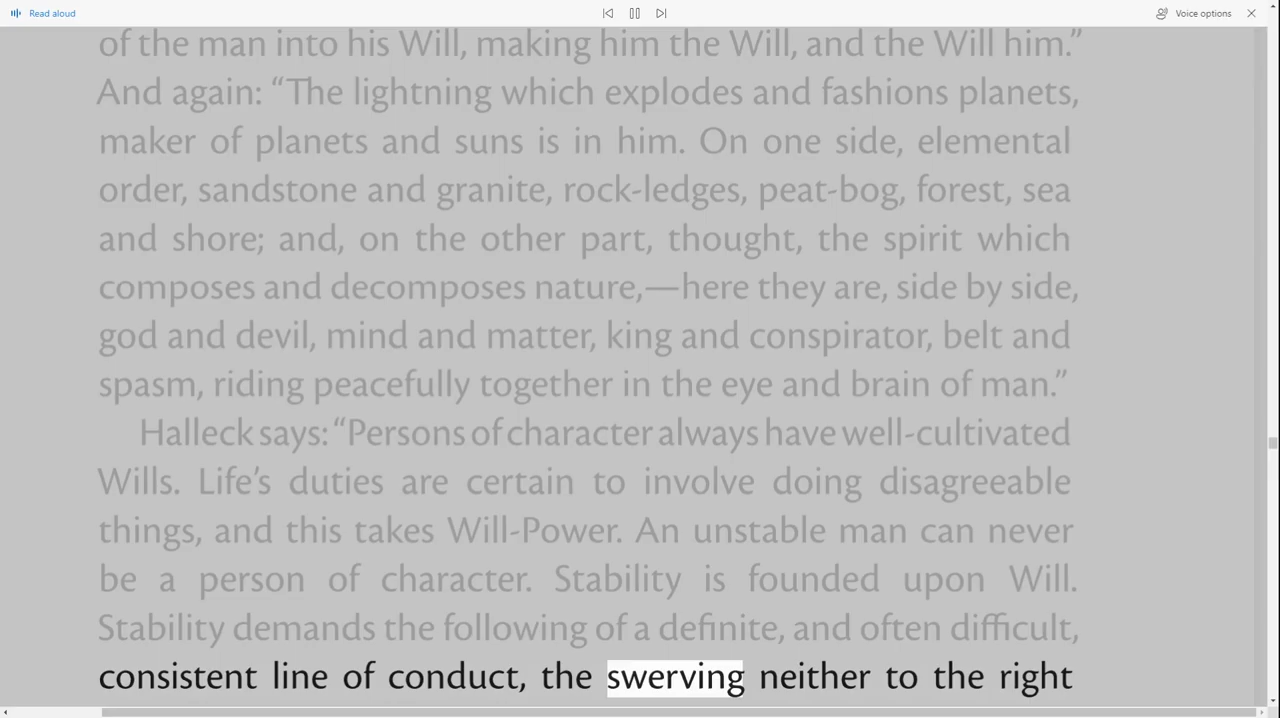 Read aloud
Voice options
of the man into his Will, making him the Will, and the Will him.”
And again: “The lightning which explodes and fashions planets,
maker of planets and suns is in him. On one side, elemental
order, sandstone and granite, rock-ledges, peat-bog, forest, sea
and shore; and, on the other part, thought, the spirit which
composes and decomposes nature,—here they are, side by side,
god and devil, mind and matter, king and conspirator, belt and
spasm, riding peacefully together in the eye and brain of man.”
Halleck says: “Persons of character always have well-cultivated
Wills. Life’s duties are certain to involve doing disagreeable
things, and this takes Will-Power. An unstable man can never
be a person of character. Stability is founded upon Will.
Stability demands the following of a definite, and often difficult,
consistent line of conduct, the swerving neither to the right